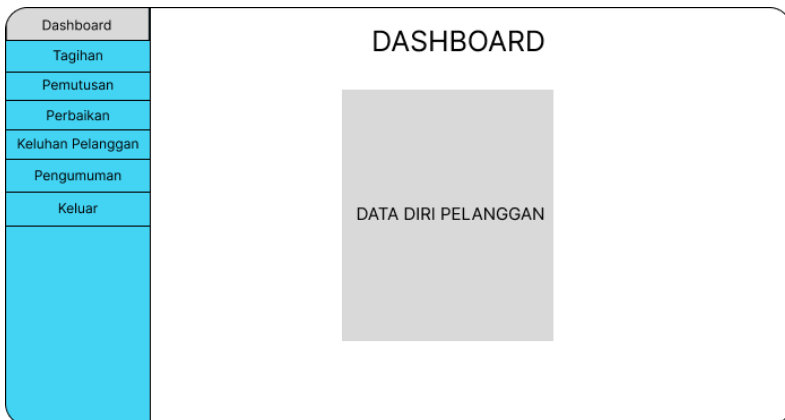 Dashboard
Tagihan
Pemutusan
Perbaikan
Keluhan Pelanggan
Pengumuman
Keluar
DASHBOARD
DATA DIRI PELANGGAN